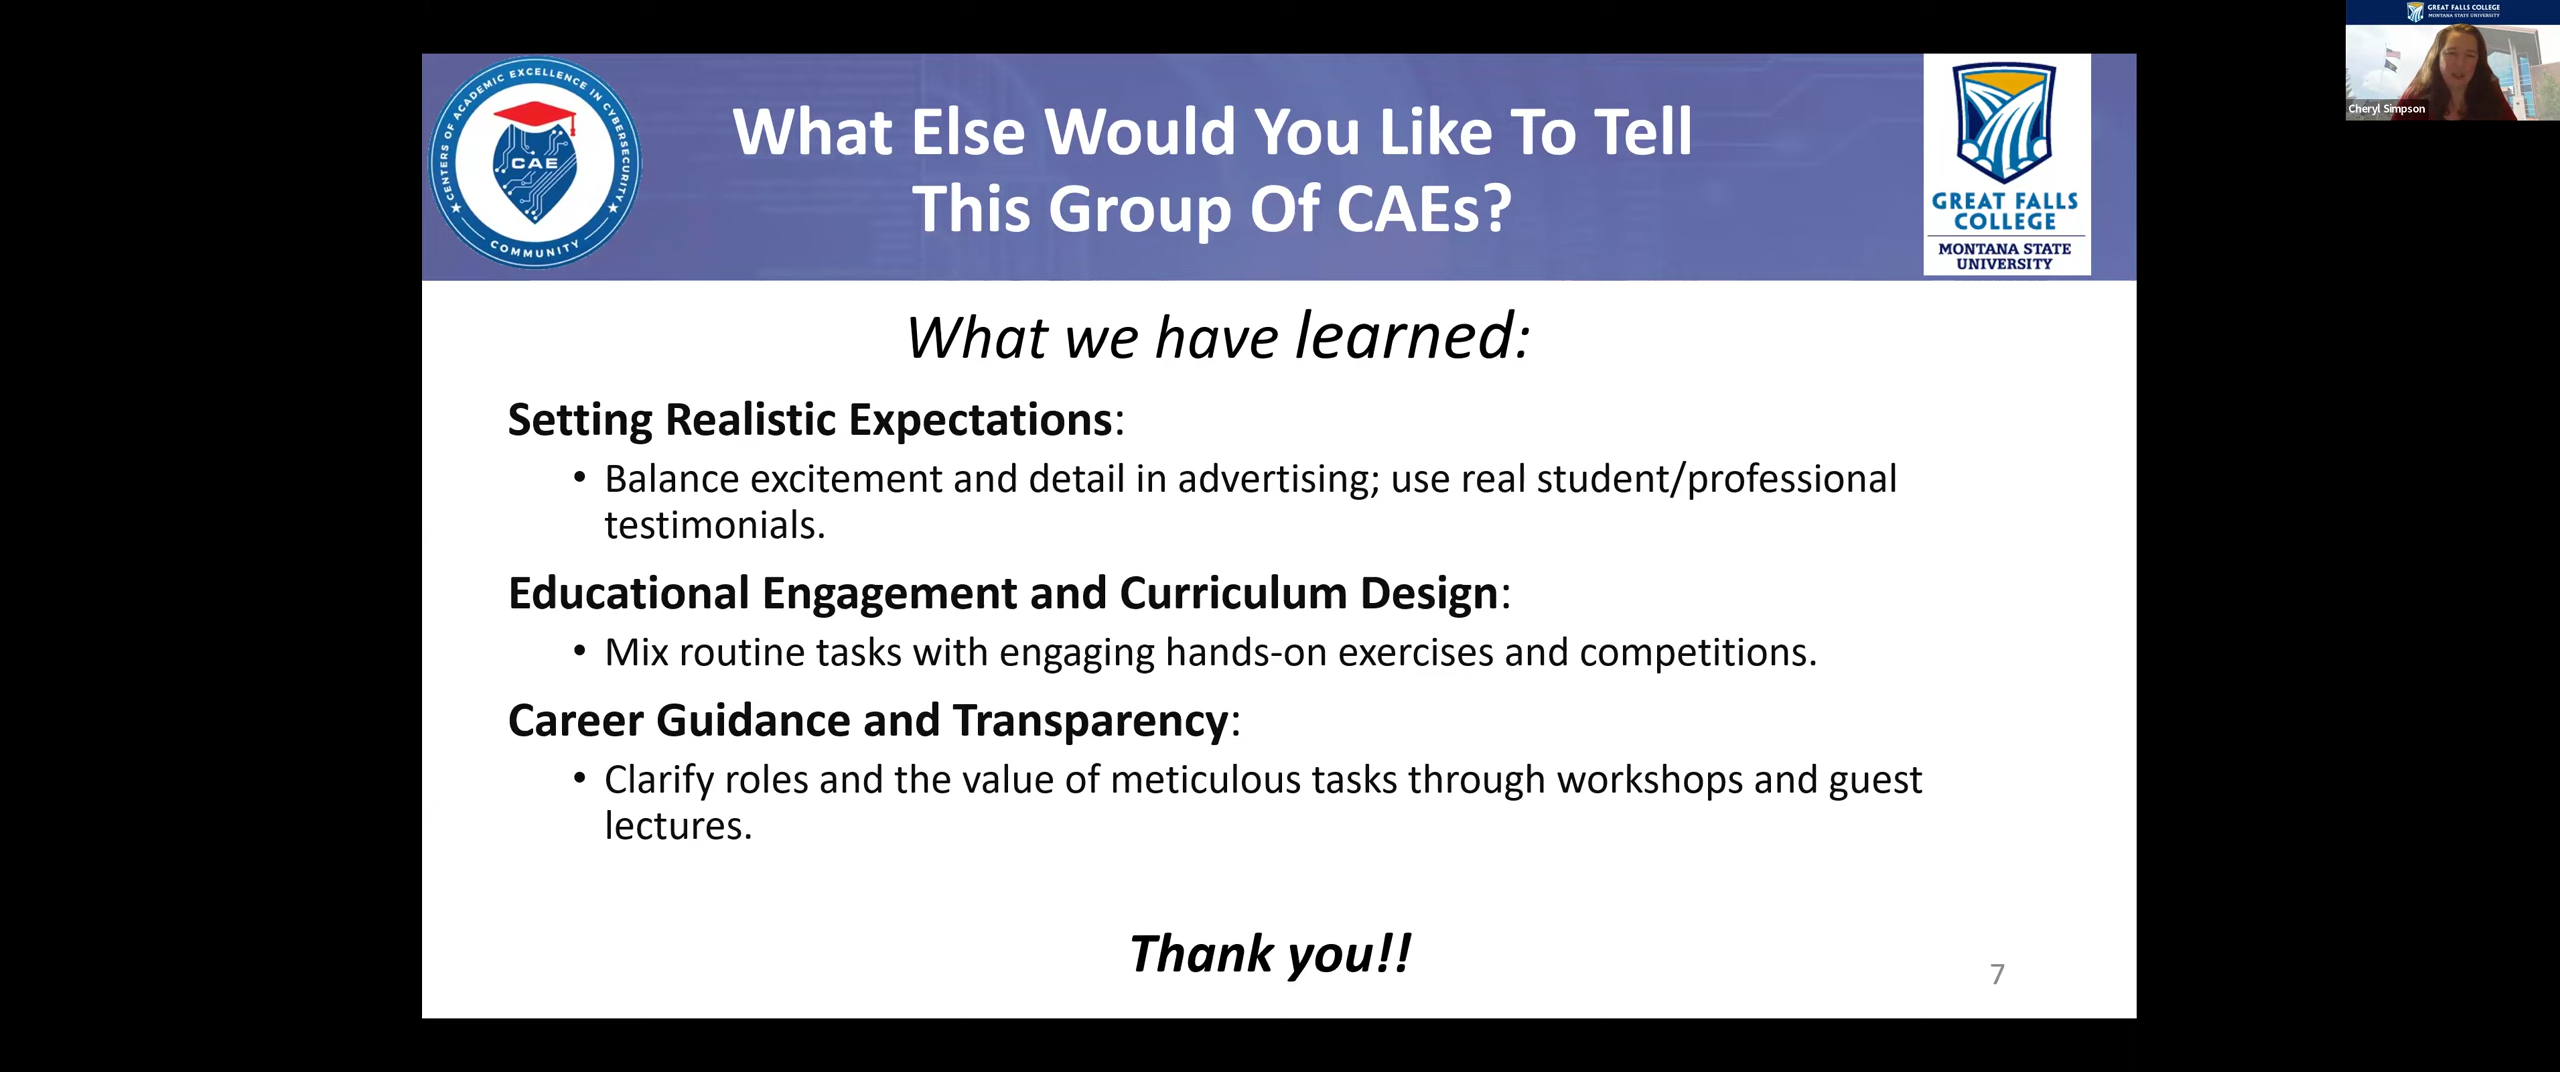 GREAT FALLS COLLEGE
MONTANA STATE UNIVERSITY
Cheryl Simpson
CENTERS OF ACADEMIC EXCELLENCE IN CYBERSECURITY
CAE
COMMUNITY
What Else Would You Like To Tell
This Group Of CAEs?
GREAT FALLS
COLLEGE
MONTANA STATE
UNIVERSITY
What we have learned:
Setting Realistic Expectations:
• Balance excitement and detail in advertising; use real student/professional
testimonials.
Educational Engagement and Curriculum Design:
• Mix routine tasks with engaging hands-on exercises and competitions.
Career Guidance and Transparency:
• Clarify roles and the value of meticulous tasks through workshops and guest
lectures.
Thank you!!
7